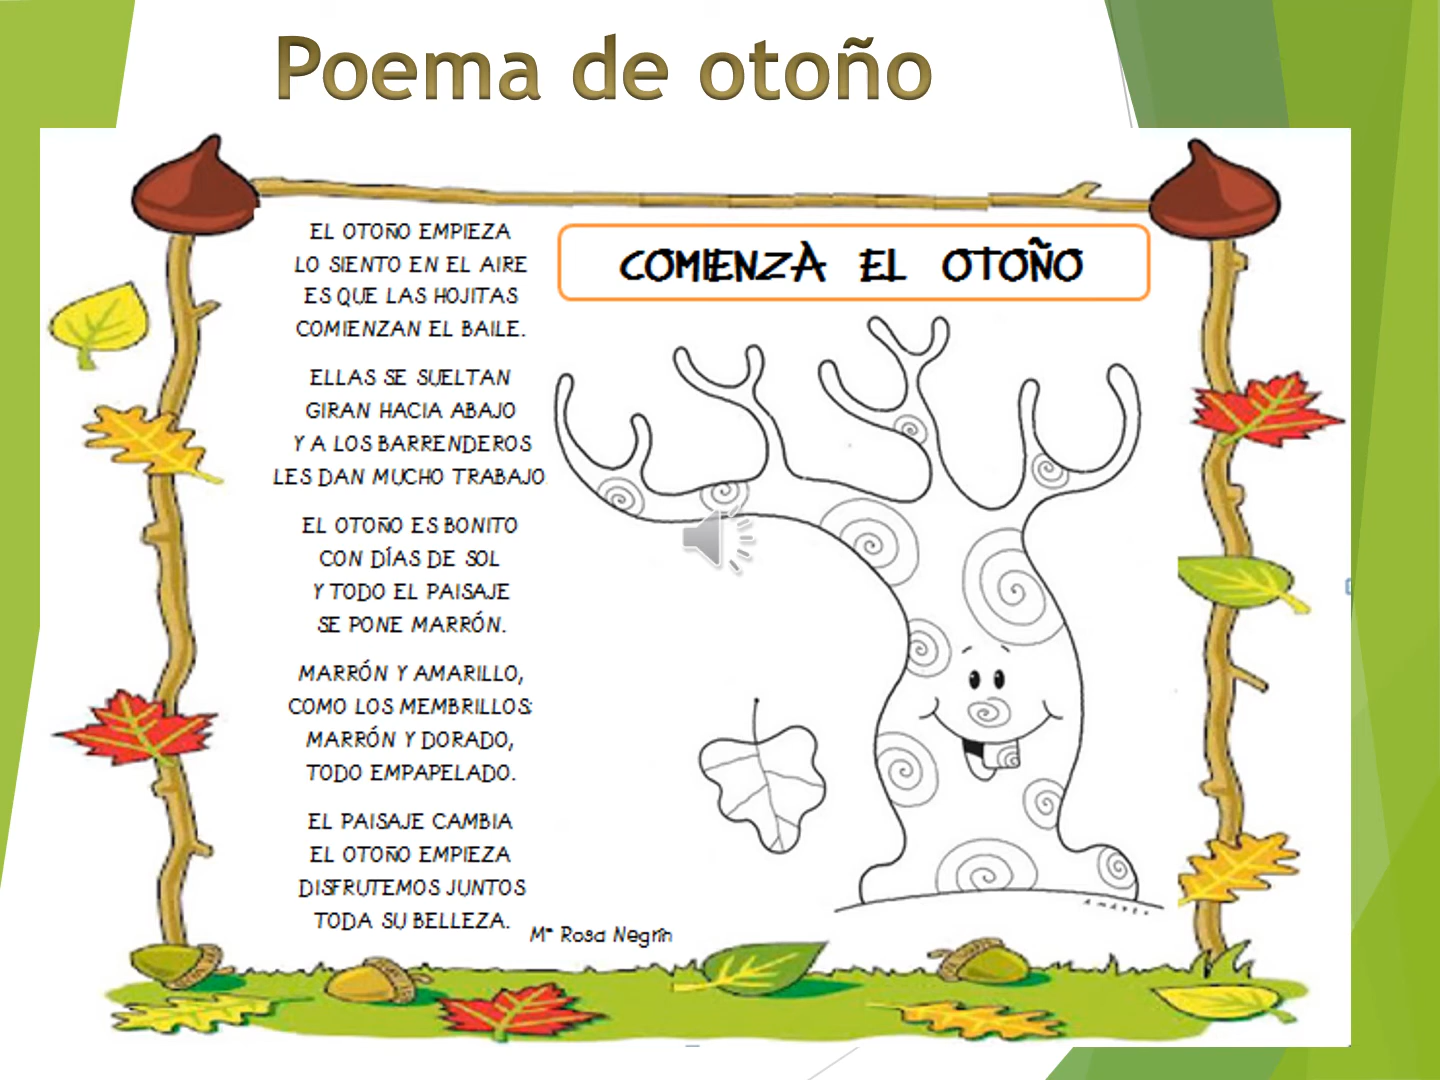 Poema de otoño
EL OTOÑO EMPIEZA
LO SIENTO EN EL AIRE
ES QUE LAS HOJITAS
COMIENZAN EL BAILE.
ELLAS SE SUELTAN
GIRAN HACIA ABAJO
Y A LOS BARRENDEROS
LES DAN MUCHO TRABAJO.
EL OTOÑO ES BONITO
CON DÍAS DE SOL
Y TODO EL PAISAJE
SE PONE MARRÓN.
MARRÓN Y AMARILLO,
COMO LOS MEMBRILLOS;
MARRÓN Y DORADO,
TODO EMPAPELADO.
EL PAISAJE CAMBIA
EL OTOÑO EMPIEZA
DISFRUTEMOS JUNTOS
TODA SU BELLEZA.
Mª Rosa Negrín
COMIENZA EL OTOÑO